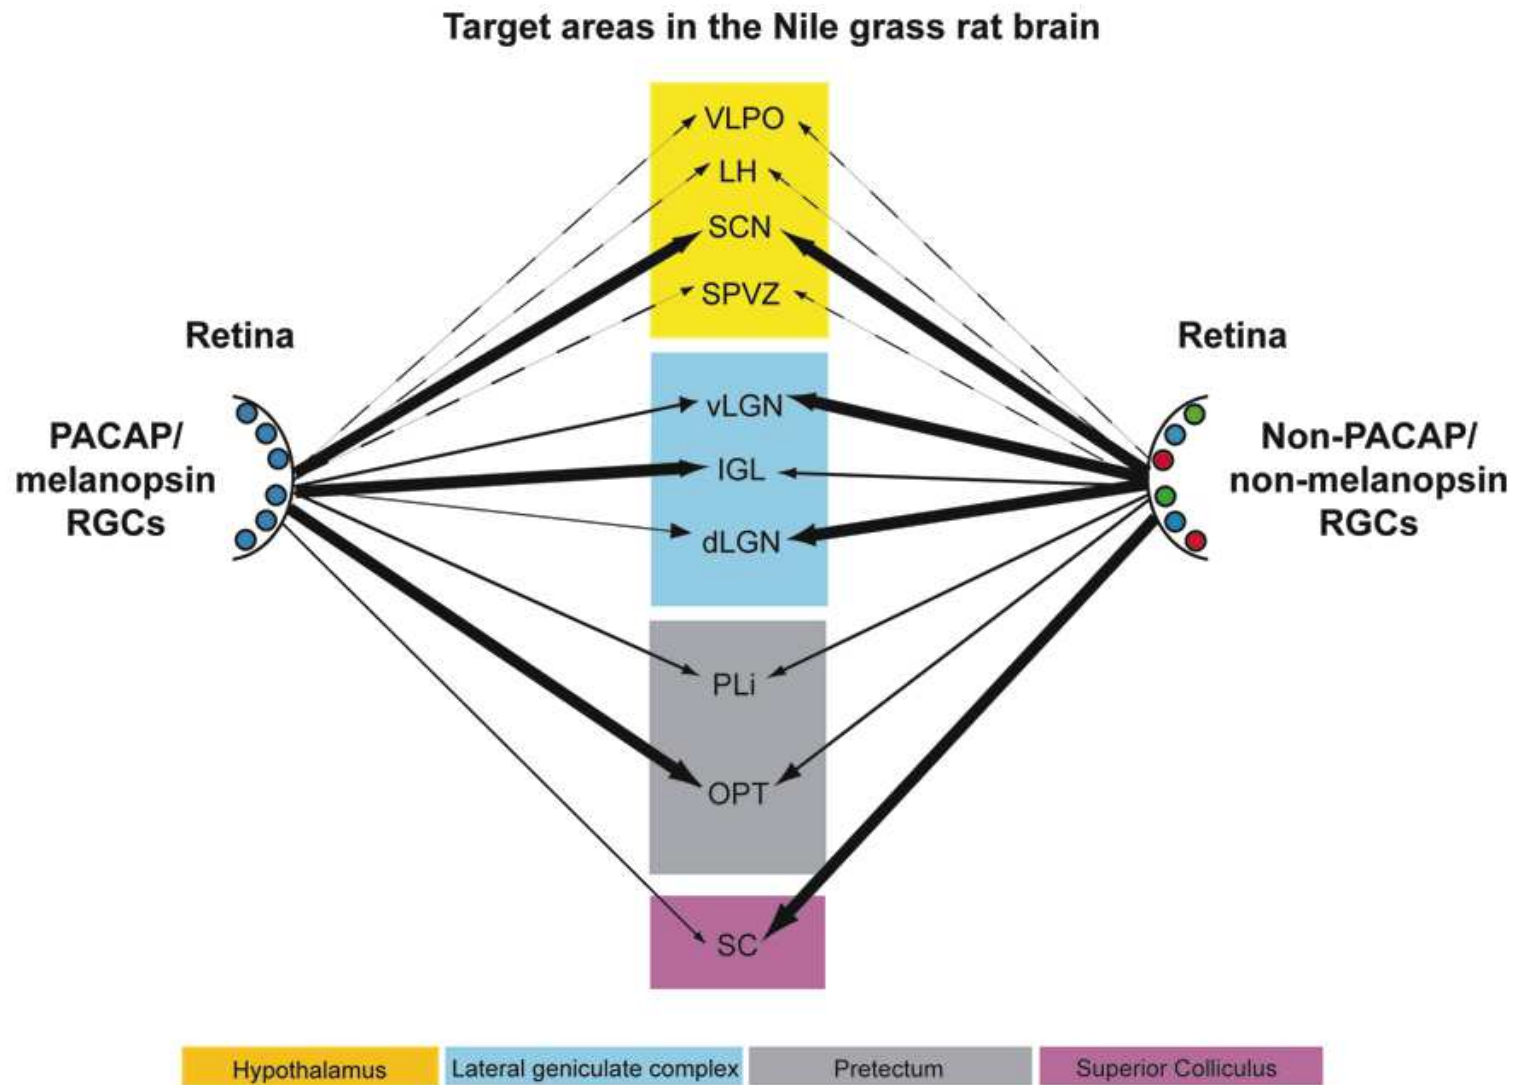 Target areas in the Nile grass rat brain
VLPO
LH
SCN
SPVZ
Retina
Retina
PACAP/
melanopsin
RGCs
vLGN
IGL
dLGN
Non-PACAP/
non-melanopsin
RGCs
PLi
OPT
SC
Hypothalamus
Lateral geniculate complex
Pretectum
Superior Colliculus